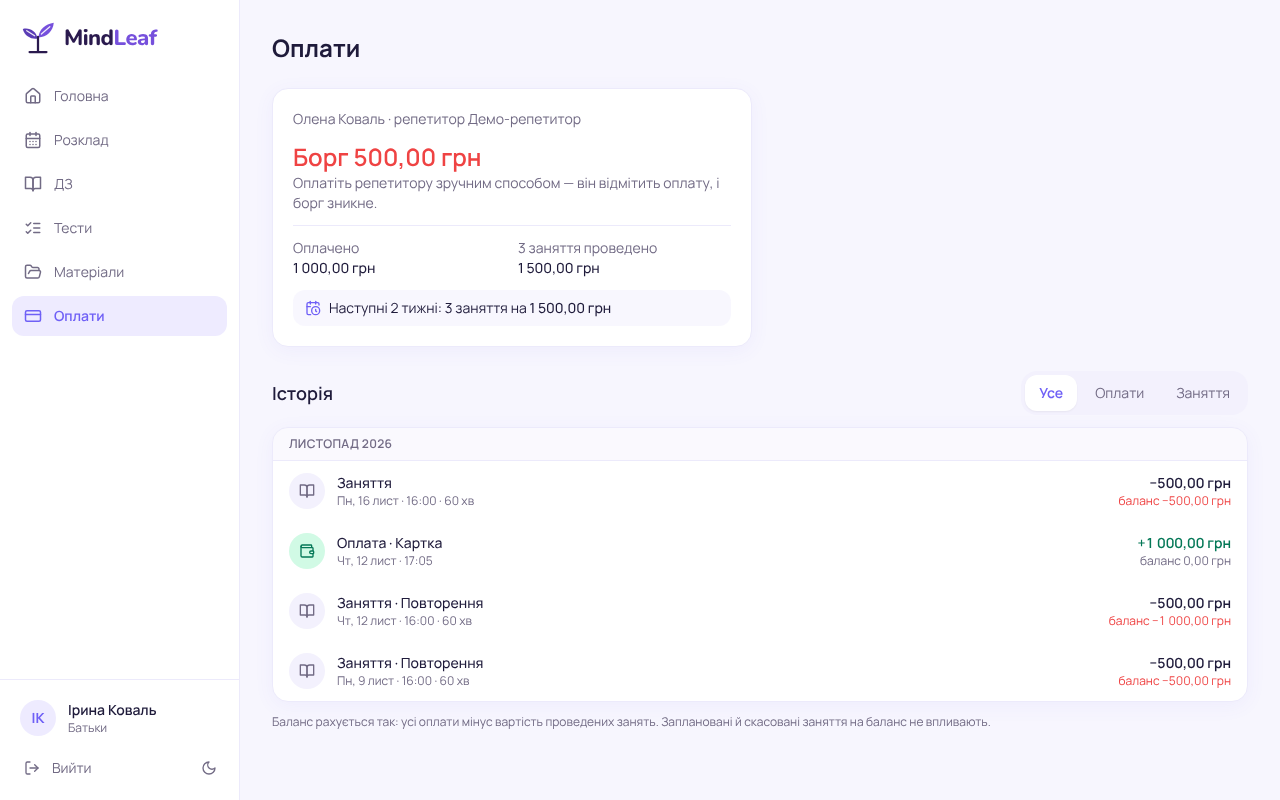 MindLeaf
Головна
Розклад
ДЗ
Тести
Матеріали
Оплати
Ірина Коваль
ІК
Батьки
Вийти
Оплати
Олена Коваль · репетитор Демо-репетитор
Борг 500,00 грн
Оплатіть репетитору зручним способом — він відмітить оплату, і
борг зникне.
Оплачено
1 000,00 грн
3 заняття проведено
1 500,00 грн
Наступні 2 тижні: 3 заняття на 1 500,00 грн
Історія
Усе
Оплати
Заняття
ЛИСТОПАД 2026
Заняття
−500,00 грн
Пн, 16 лист · 16:00 · 60 хв
баланс −500,00 грн
Оплата · Картка
+1 000,00 грн
Чт, 12 лист · 17:05
баланс 0,00 грн
Заняття · Повторення
−500,00 грн
Чт, 12 лист · 16:00 · 60 хв
баланс −1 000,00 грн
Заняття · Повторення
−500,00 грн
Пн, 9 лист · 16:00 · 60 хв
баланс −500,00 грн
Баланс рахується так: усі оплати мінус вартість проведених занять. Заплановані й скасовані заняття на баланс не впливають.